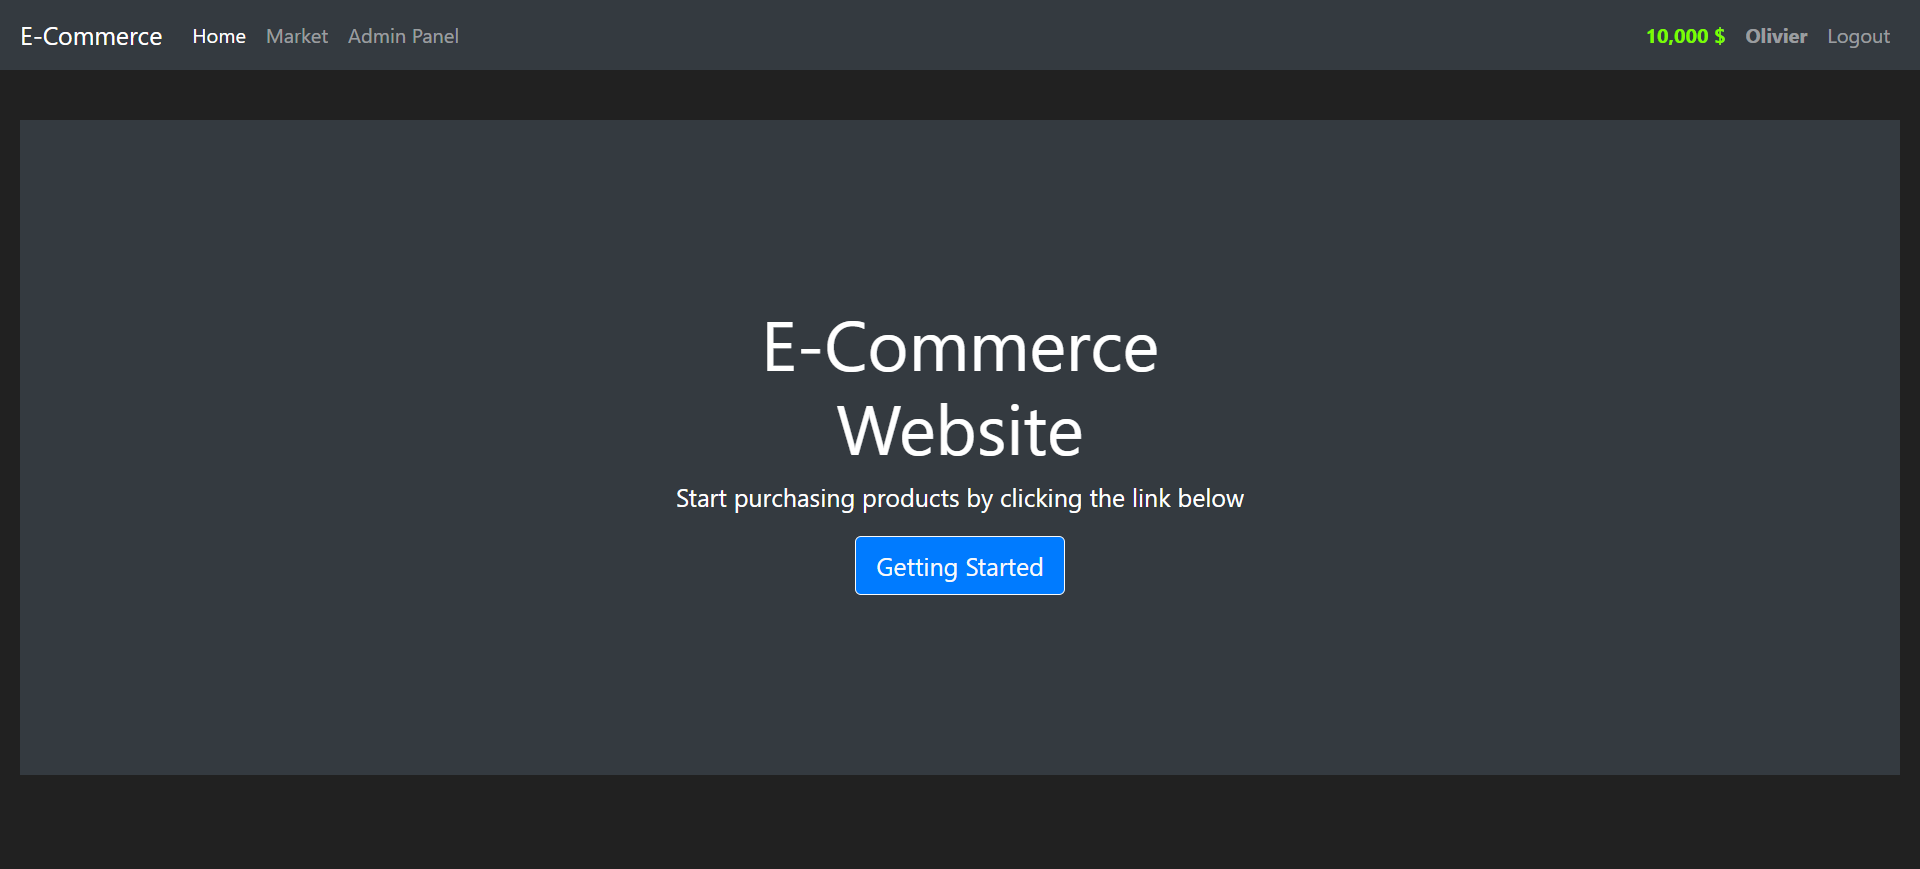 E-Commerce Home Market Admin Panel 10,000 $ Olivier Logout
E-Commerce
Website
Start purchasing products by clicking the link below
Getting Started